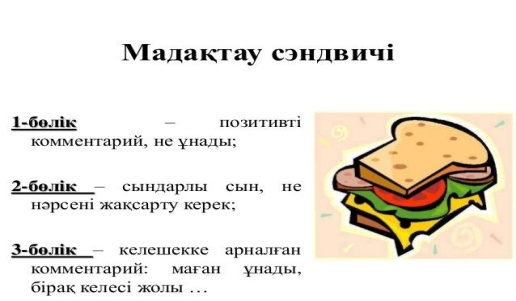 Мадақтау сэндвичі
1-бөлік – позитивті
комментарий, не ұнады;
2-бөлік – сындарлы сын, не
нәрсені жақсарту керек;
3-бөлік – келешекке арналған
комментарий: маған ұнады,
бірақ келесі жолы …